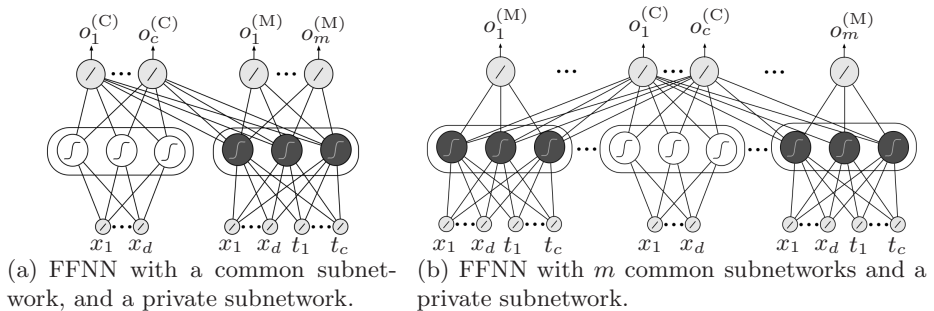 o_1^(C) o_c^(C) o_1^(M) o_m^(M)
... ...
x_1 ... x_d x_1 ... x_d t_1 ... t_c
(a) FFNN with a common subnet-
work, and a private subnetwork.
o_1^(M) o_1^(C) o_c^(C) o_m^(M)
... ... ...
... ...
x_1 ... x_d t_1 ... t_c x_1 ... x_d x_1 ... x_d t_1 ... t_c
(b) FFNN with m common subnetworks and a
private subnetwork.